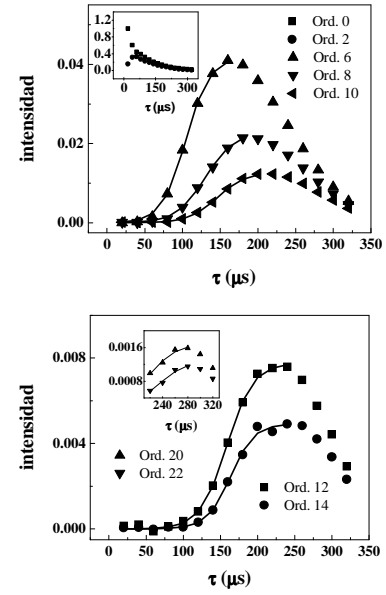 1.2
0.8
0.4
0.0
0 100 200 300
τ (μs)
Ord. 0
Ord. 2
Ord. 6
Ord. 8
Ord. 10
0.04
0.02
0.00
intensidad
0 50 100 150 200 250 300 350
τ (μs)
0.0016
0.0008
240 280 320
τ (μs)
Ord. 20
Ord. 22
Ord. 12
Ord. 14
0.008
0.004
0.000
intensidad
0 50 100 150 200 250 300 350
τ (μs)